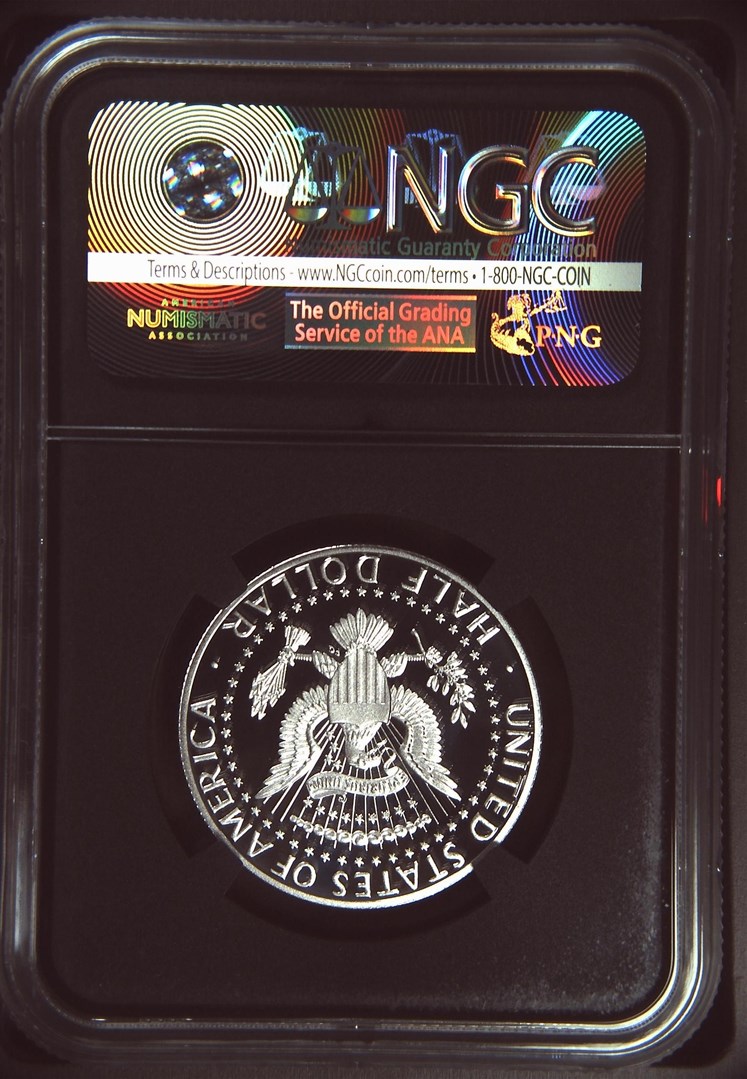 NGC
Numismatic Guaranty Corporation
Terms & Descriptions - www.NGCcoin.com/terms • 1-800-NGC-COIN
AMERICAN
NUMISMATIC
ASSOCIATION
The Official Grading
Service of the ANA
P·N·G
HALF DOLLAR
UNITED STATES OF AMERICA